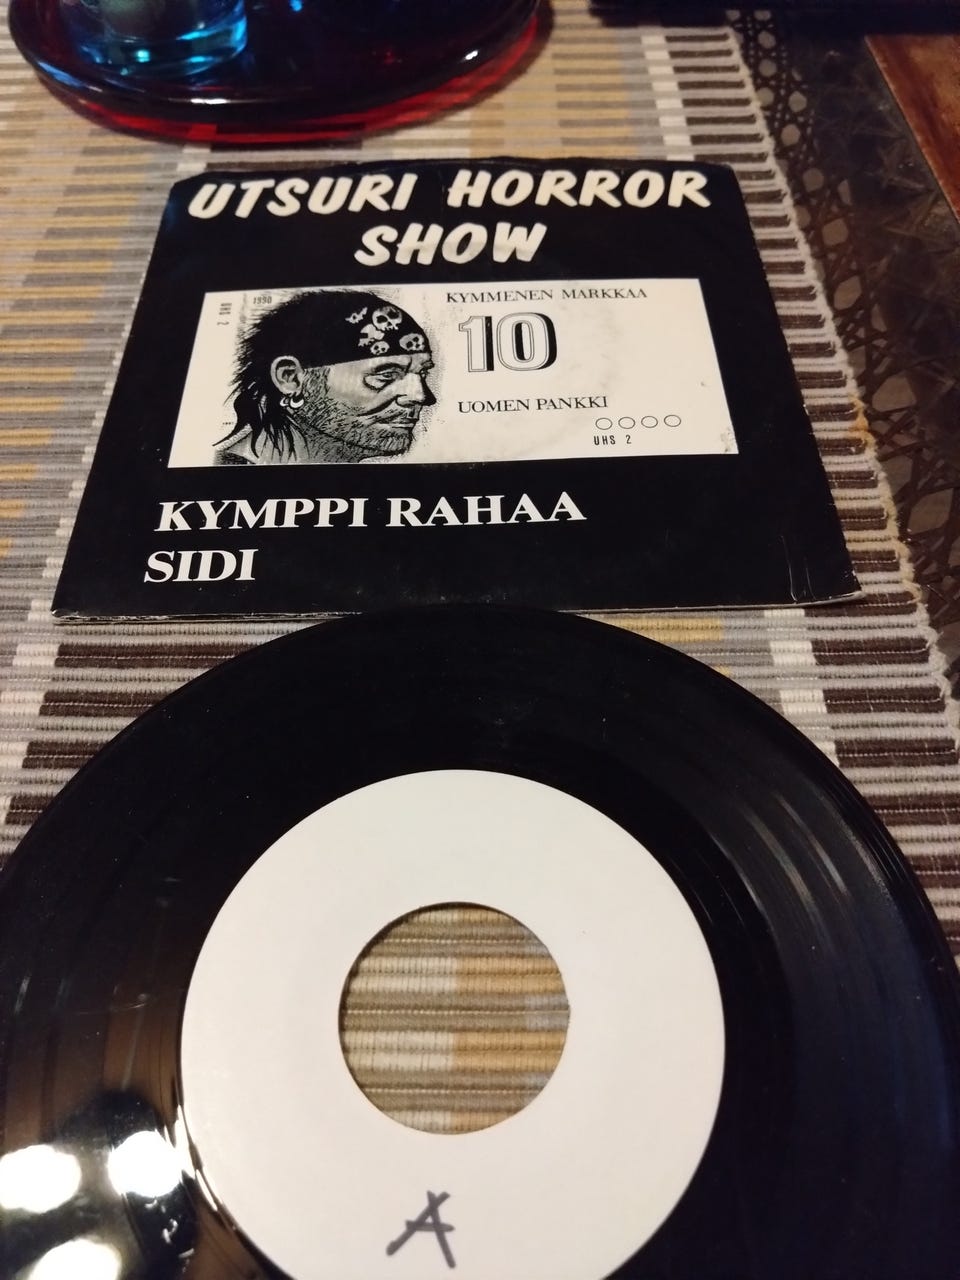 UTSURI HORROR
SHOW
UHS 2
1990
KYMMENEN MARKKAA
10
UOMEN PANKKI
UHS 2
KYMPPI RAHAA
SIDI
A